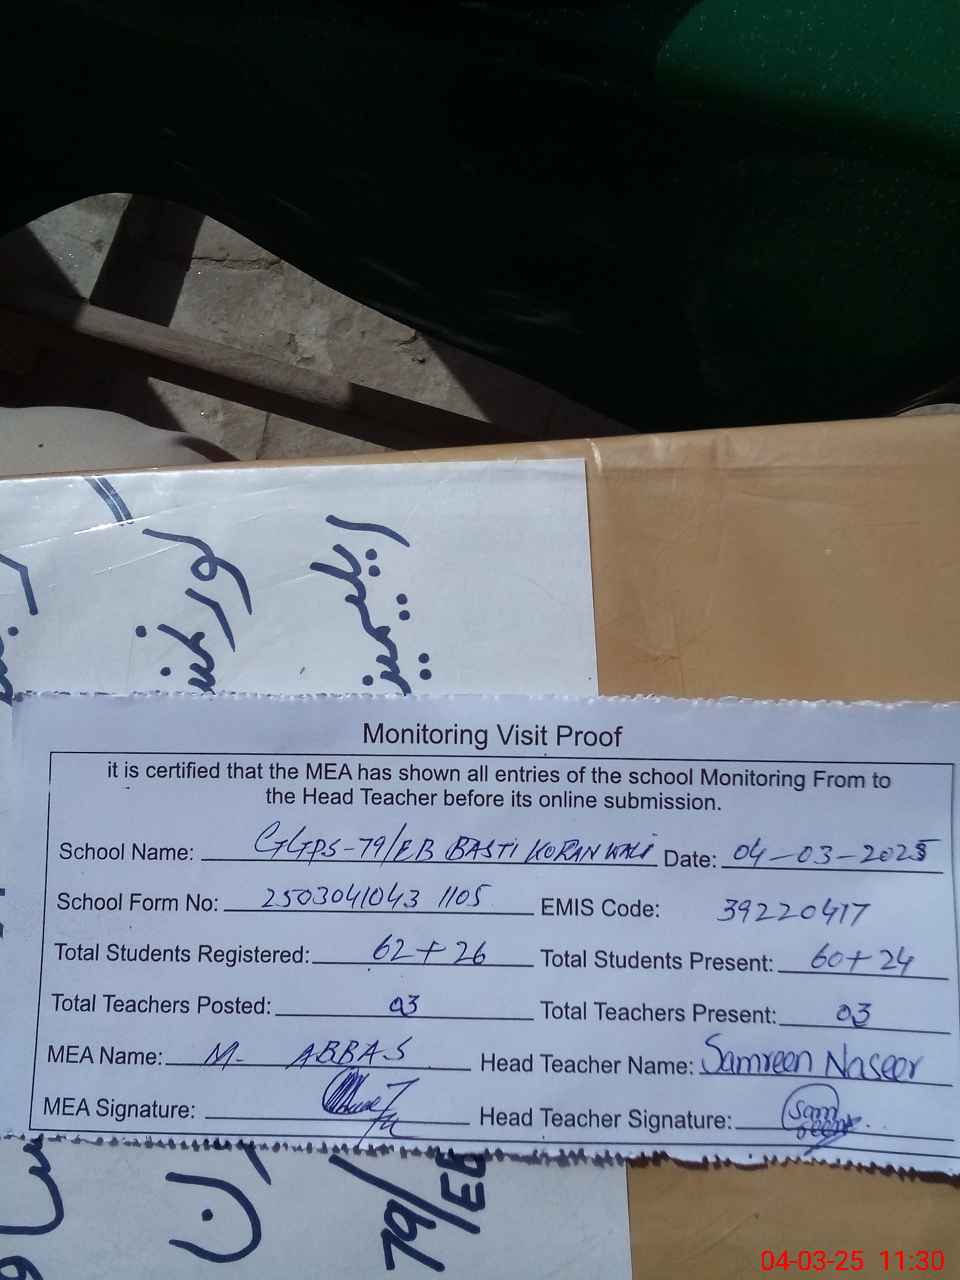 Monitoring Visit Proof
it is certified that the MEA has shown all entries of the school Monitoring From to
the Head Teacher before its online submission.
School Name: GGPS-79/EB BASTI KORAN WALI Date: 04-03-2025
School Form No: 2503041043 1105 EMIS Code: 39220417
Total Students Registered: 62+26 Total Students Present: 60+24
Total Teachers Posted: 03 Total Teachers Present: 03
MEA Name: M- ABBAS Head Teacher Name: Samreen Naseer
MEA Signature: Head Teacher Signature: Samreen
79/EB
04-03-25 11:30